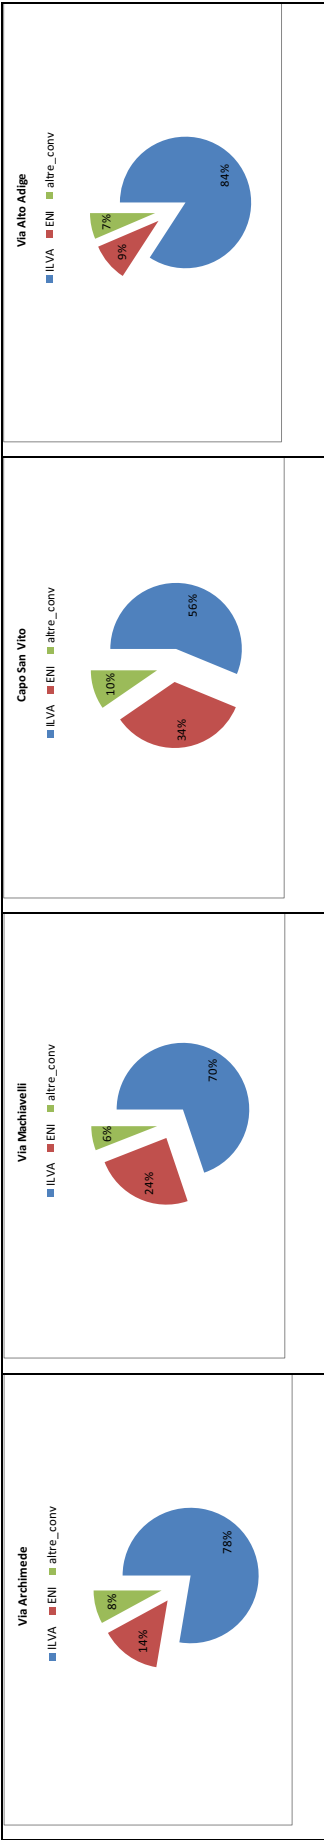 Via Archimede
ILVA ENI altre_conv
8%
14%
78%
Via Machiavelli
ILVA ENI altre_conv
6%
24%
70%
Capo San Vito
ILVA ENI altre_conv
10%
34%
56%
Via Alto Adige
ILVA ENI altre_conv
7%
9%
84%